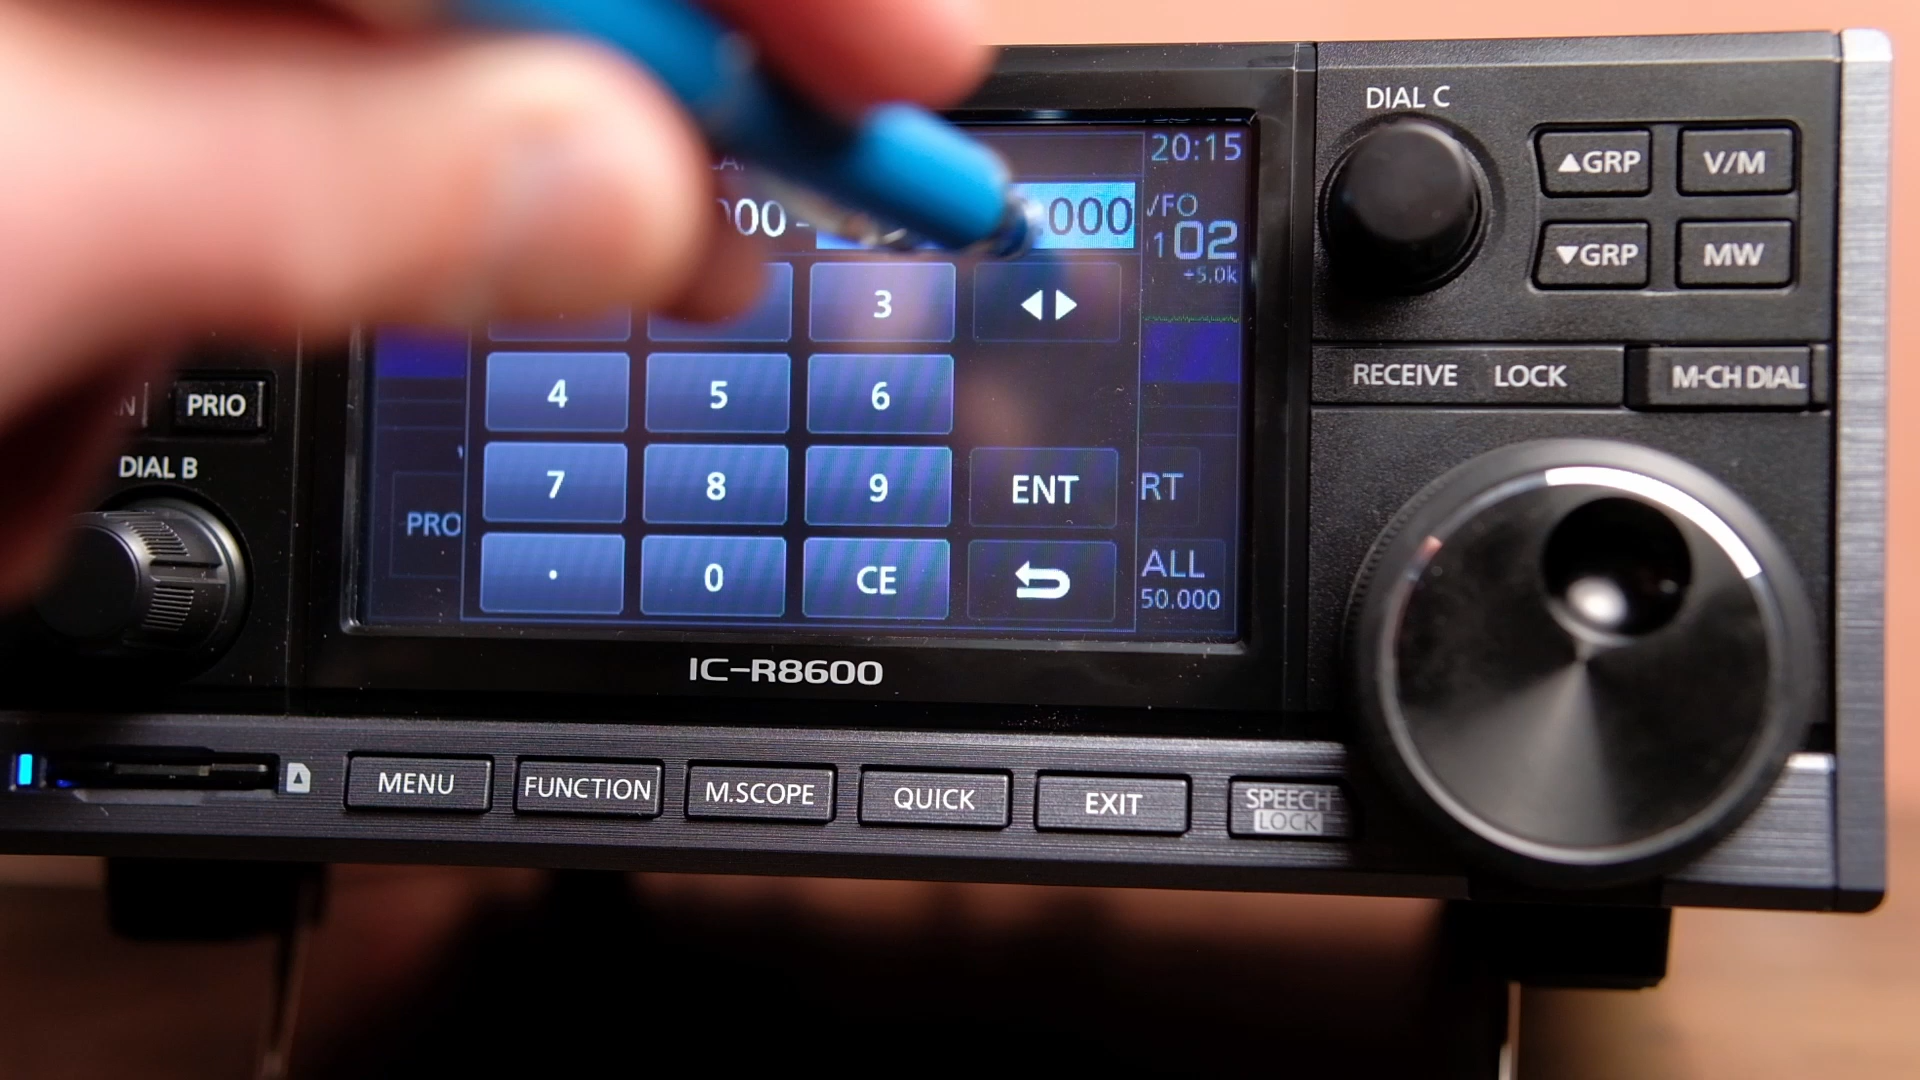 DIAL C
20:15
▲GRP
V/M
000
VFO
02
+5.0k
▼GRP
MW
3
◀ ▶
RECEIVE LOCK
M-CH DIAL
PRIO
4
5
6
DIAL B
7
8
9
ENT
RT
PRO
.
0
CE
ALL
50.000
IC-R8600
MENU
FUNCTION
M.SCOPE
QUICK
EXIT
SPEECH
LOCK